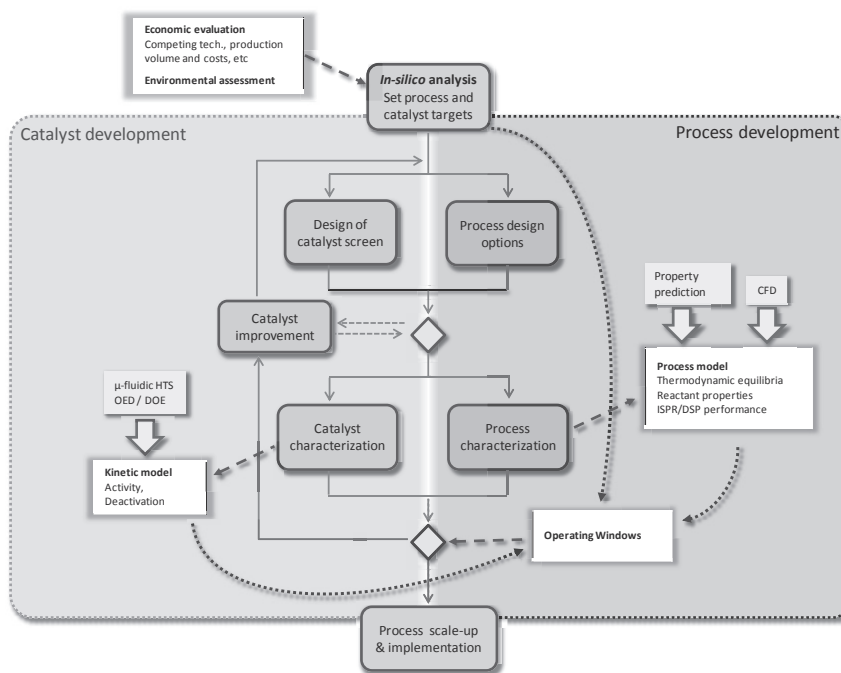 Economic evaluation
Competing tech., production
volume and costs, etc
Environmental assessment
In-silico analysis
Set process and
catalyst targets
Catalyst development
Process development
Design of
catalyst screen
Process design
options
Property
prediction
CFD
Catalyst
improvement
Process model
Thermodynamic equilibria
Reactant properties
ISPR/DSP performance
µ-fluidic HTS
OED / DOE
Catalyst
characterization
Process
characterization
Kinetic model
Activity,
Deactivation
Operating Windows
Process scale-up
& implementation